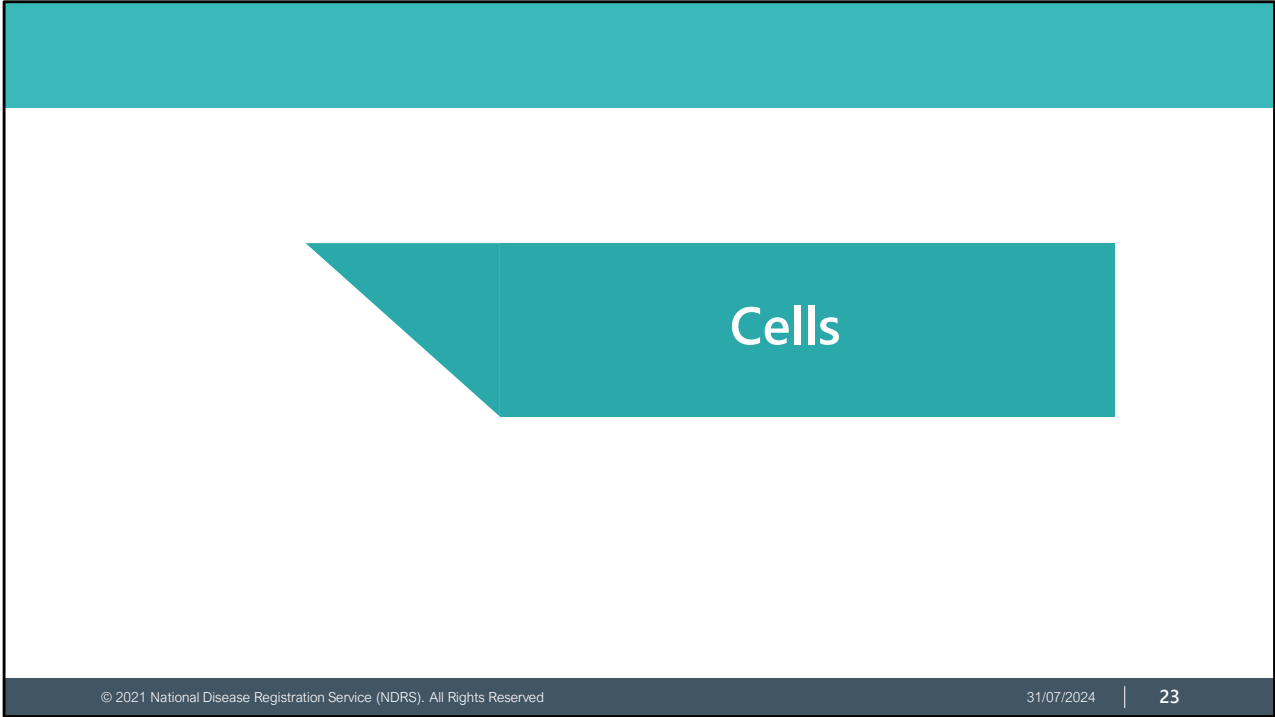 Cells
© 2021 National Disease Registration Service (NDRS). All Rights Reserved
31/07/2024
23